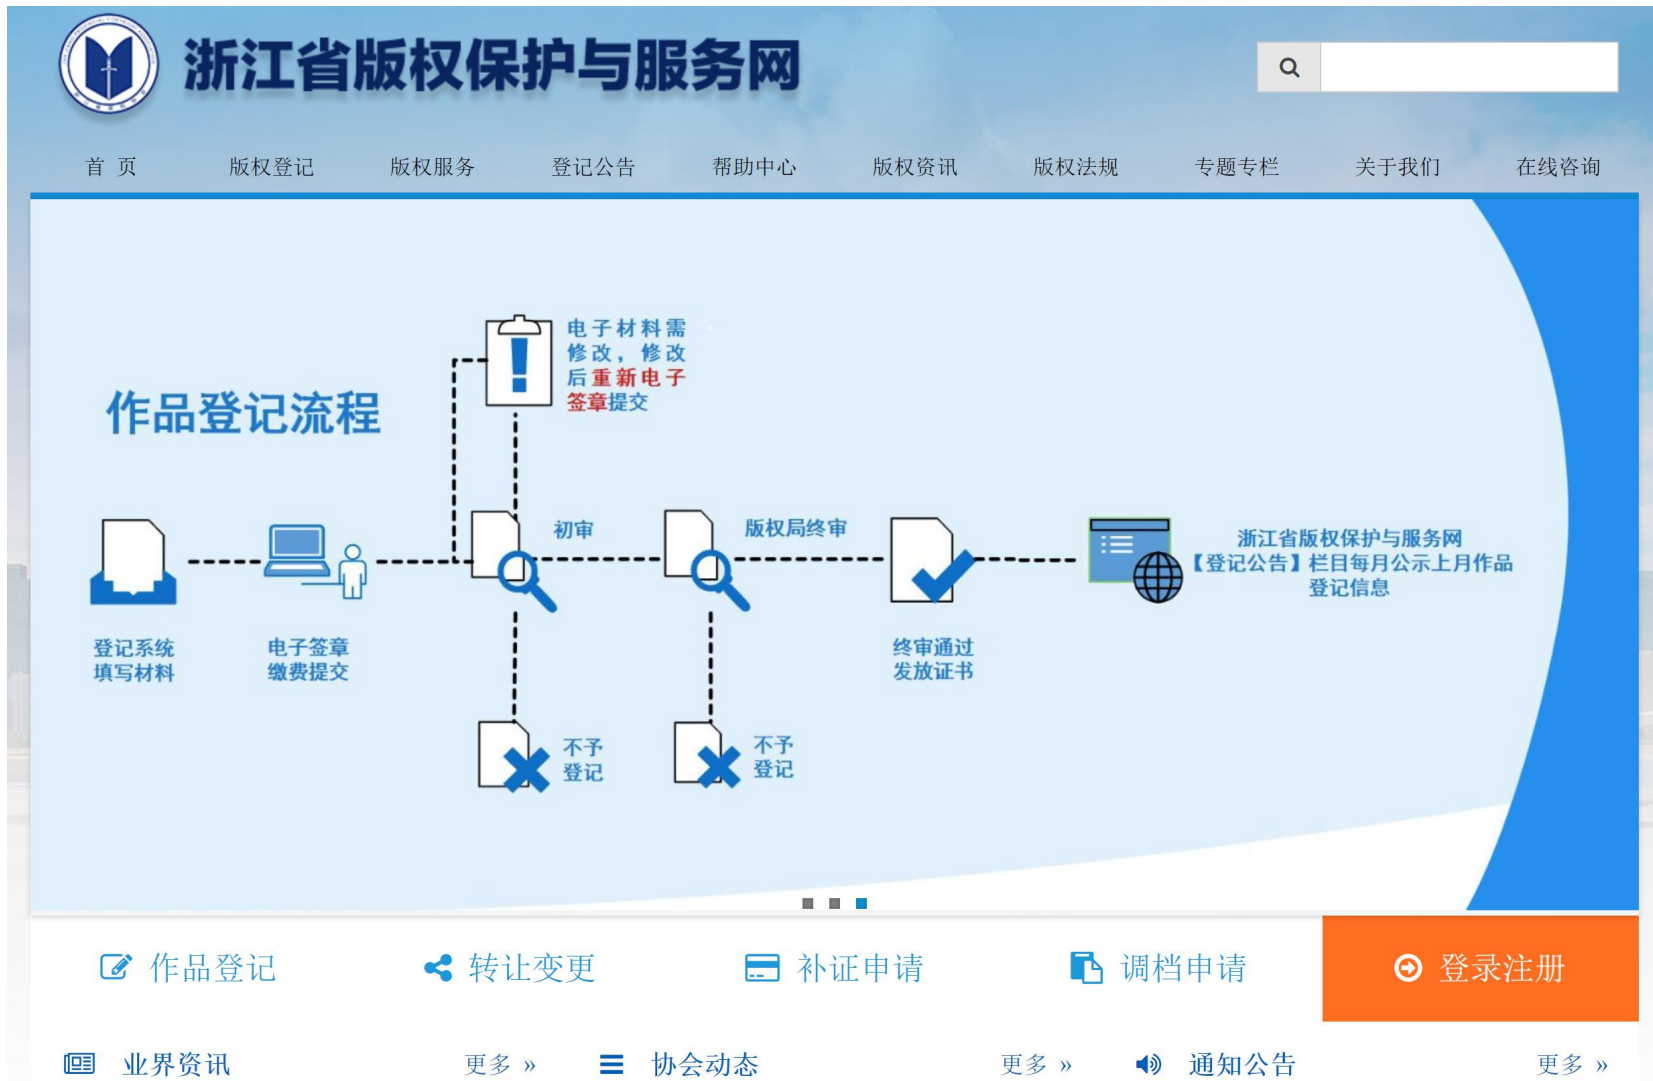 浙江省版权保护与服务网
首 页
版权登记
版权服务
登记公告
帮助中心
版权资讯
版权法规
专题专栏
关于我们
在线咨询
作品登记流程
电子材料需
修改，修改
后重新电子
签章提交
初审
版权局终审
浙江省版权保护与服务网
【登记公告】栏目每月公示上月作品
登记信息
登记系统
填写材料
电子签章
缴费提交
终审通过
发放证书
不予
登记
不予
登记
作品登记
转让变更
补证申请
调档申请
登录注册
业界资讯
更多 »
协会动态
更多 »
通知公告
更多 »